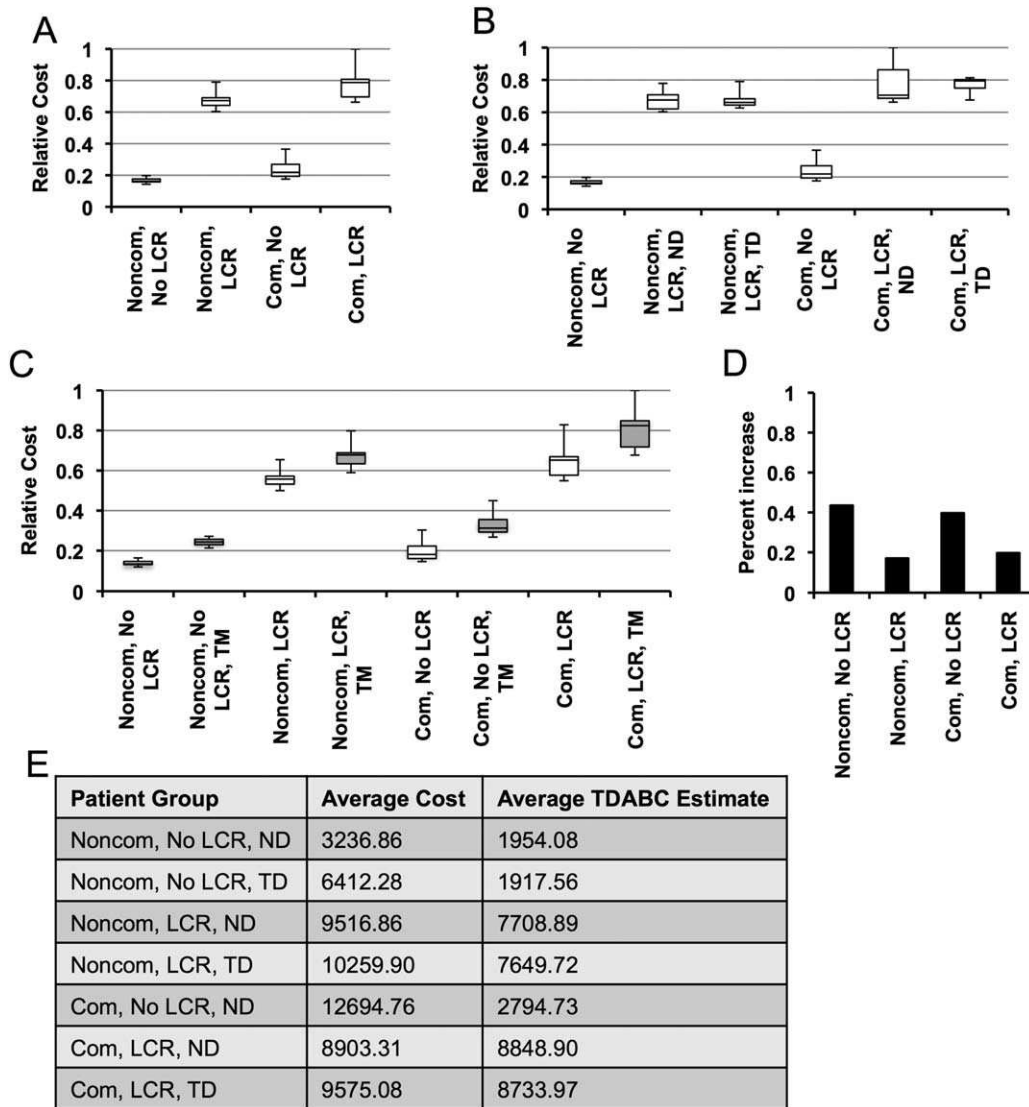 A
Relative Cost
1
0.8
0.6
0.4
0.2
0
Noncom,
No LCR
Noncom,
LCR
Com, No
LCR
Com, LCR
B
Relative Cost
1
0.8
0.6
0.4
0.2
0
Noncom, No
LCR
Noncom,
LCR, ND
Noncom,
LCR, TD
Com, No
LCR
Com, LCR,
ND
Com, LCR,
TD
C
Relative Cost
1
0.8
0.6
0.4
0.2
0
Noncom, No
LCR
Noncom, No
LCR, TM
Noncom, LCR
Noncom, LCR,
TM
Com, No LCR
Com, No LCR,
TM
Com, LCR
Com, LCR, TM
D
Percent increase
1
0.8
0.6
0.4
0.2
0
Noncom, No LCR
Noncom, LCR
Com, No LCR
Com, LCR
E
Patient Group Average Cost Average TDABC Estimate
Noncom, No LCR, ND 3236.86 1954.08
Noncom, No LCR, TD 6412.28 1917.56
Noncom, LCR, ND 9516.86 7708.89
Noncom, LCR, TD 10259.90 7649.72
Com, No LCR, ND 12694.76 2794.73
Com, LCR, ND 8903.31 8848.90
Com, LCR, TD 9575.08 8733.97